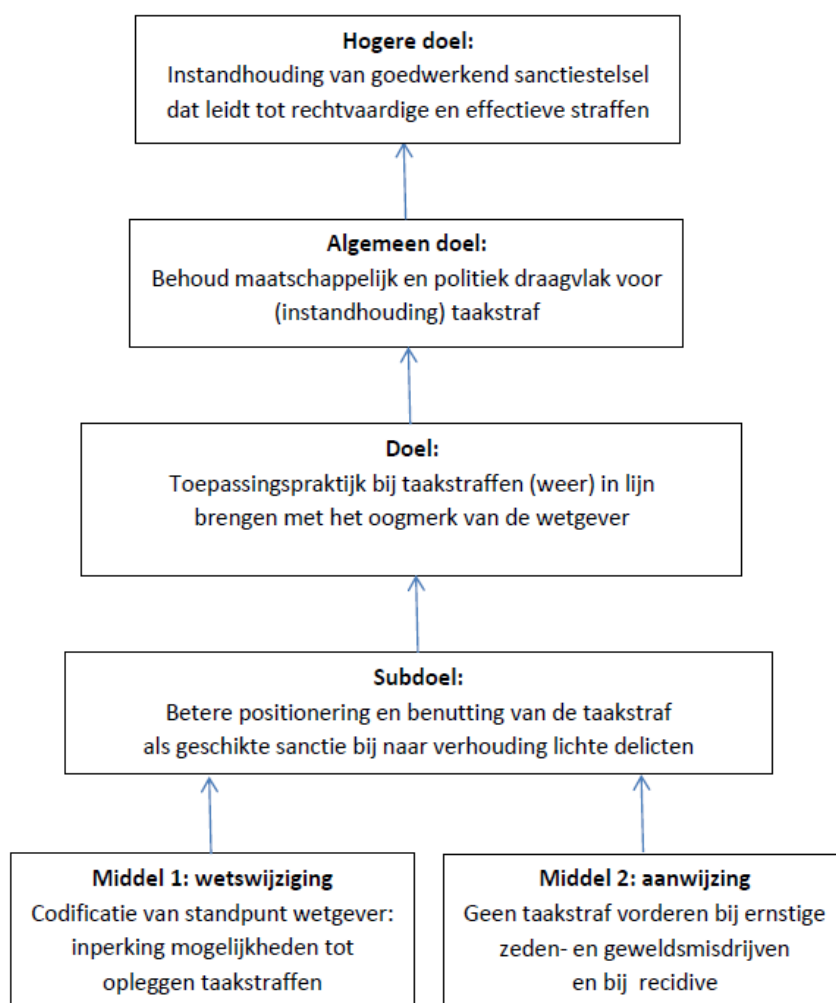 Hogere doel:
Instandhouding van goedwerkend sanctiestelsel
dat leidt tot rechtvaardige en effectieve straffen
Algemeen doel:
Behoud maatschappelijk en politiek draagvlak voor
(instandhouding) taakstraf
Doel:
Toepassingspraktijk bij taakstraffen (weer) in lijn
brengen met het oogmerk van de wetgever
Subdoel:
Betere positionering en benutting van de taakstraf
als geschikte sanctie bij naar verhouding lichte delicten
Middel 1: wetswijziging
Codificatie van standpunt wetgever:
inperking mogelijkheden tot
opleggen taakstraffen
Middel 2: aanwijzing
Geen taakstraf vorderen bij ernstige
zeden- en geweldsmisdrijven
en bij recidive